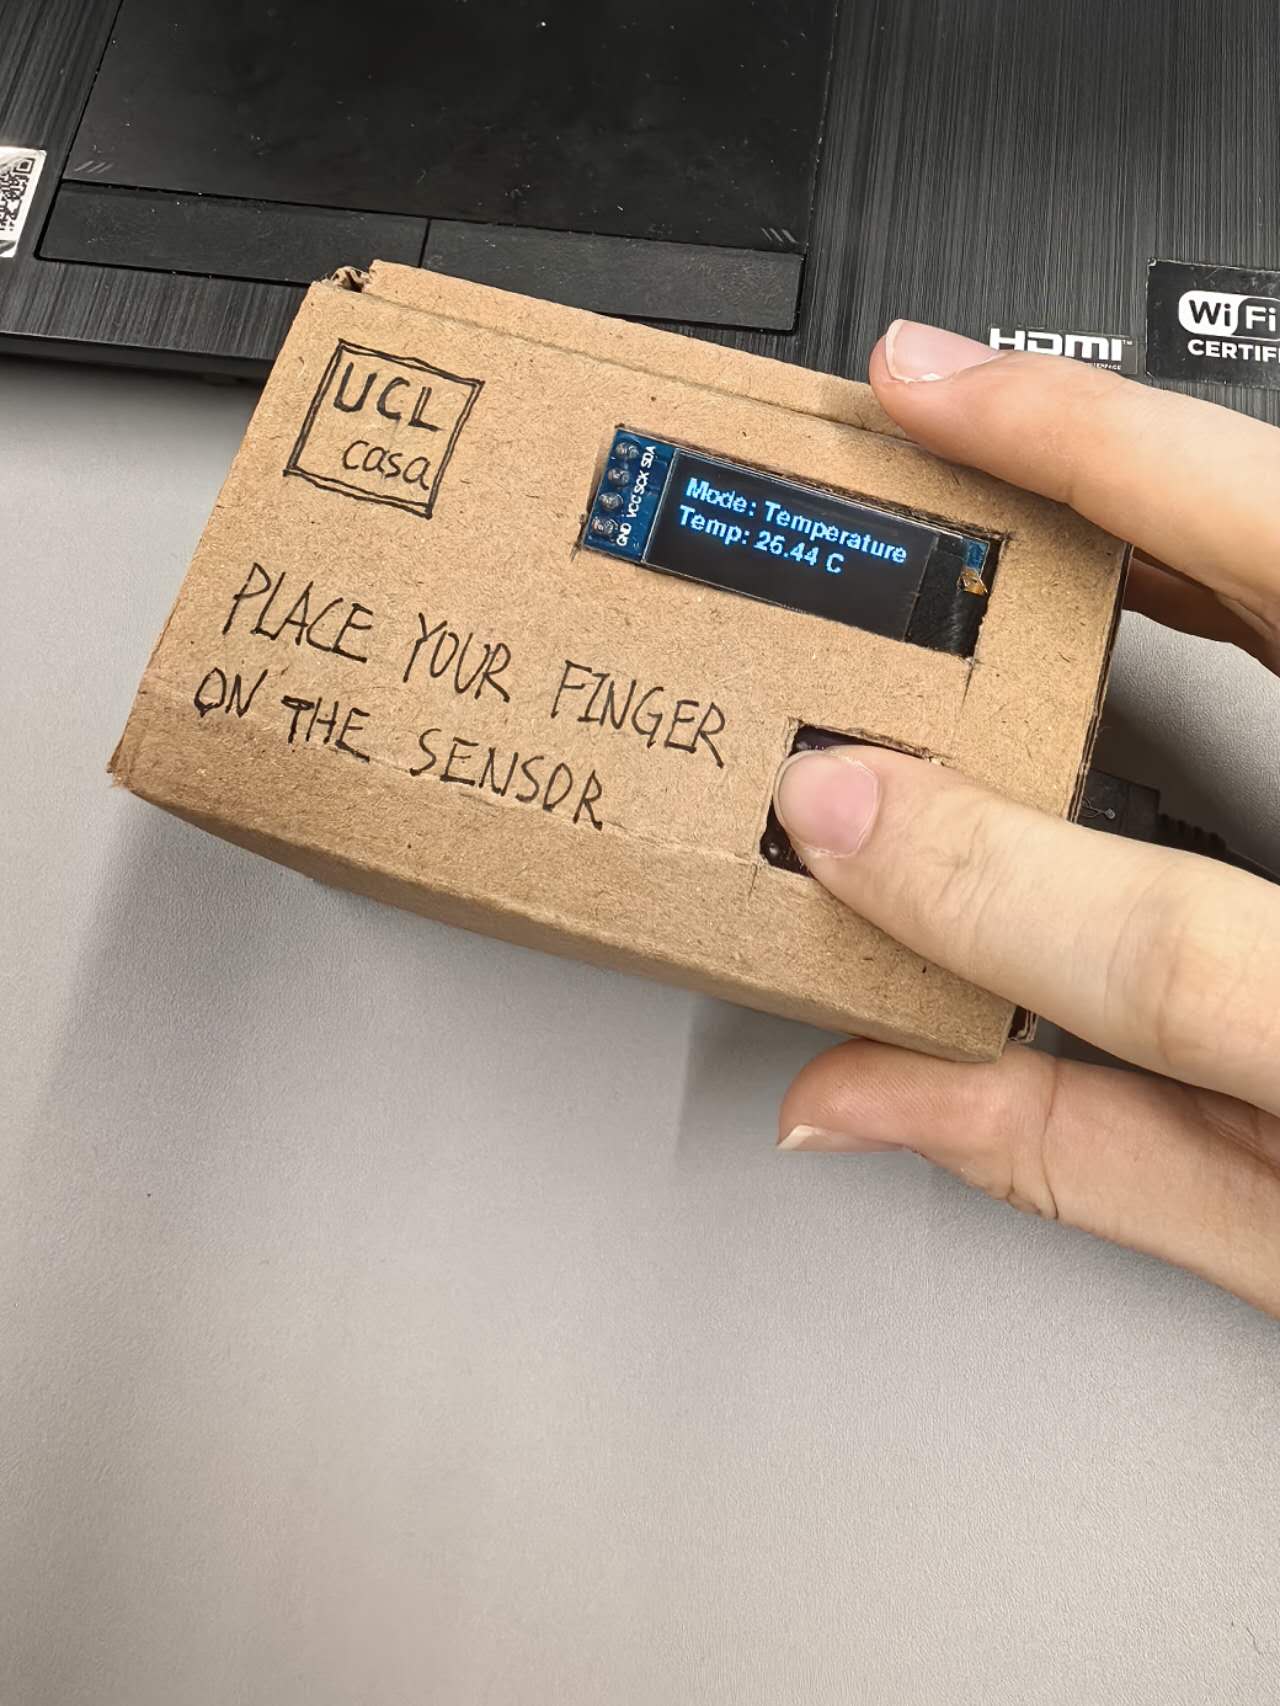 HDMI
WiFi
CERTIFI
UCL
casa
GND VCC SCK SDA
Mode: Temperature
Temp: 26.44 C
PLACE YOUR FINGER
ON THE SENSOR